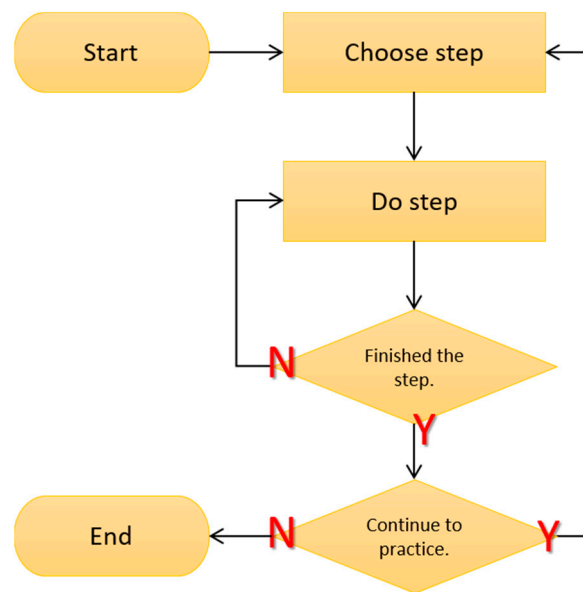 Start
Choose step
Do step
Finished the
step.
N
Y
Continue to
practice.
N
Y
End